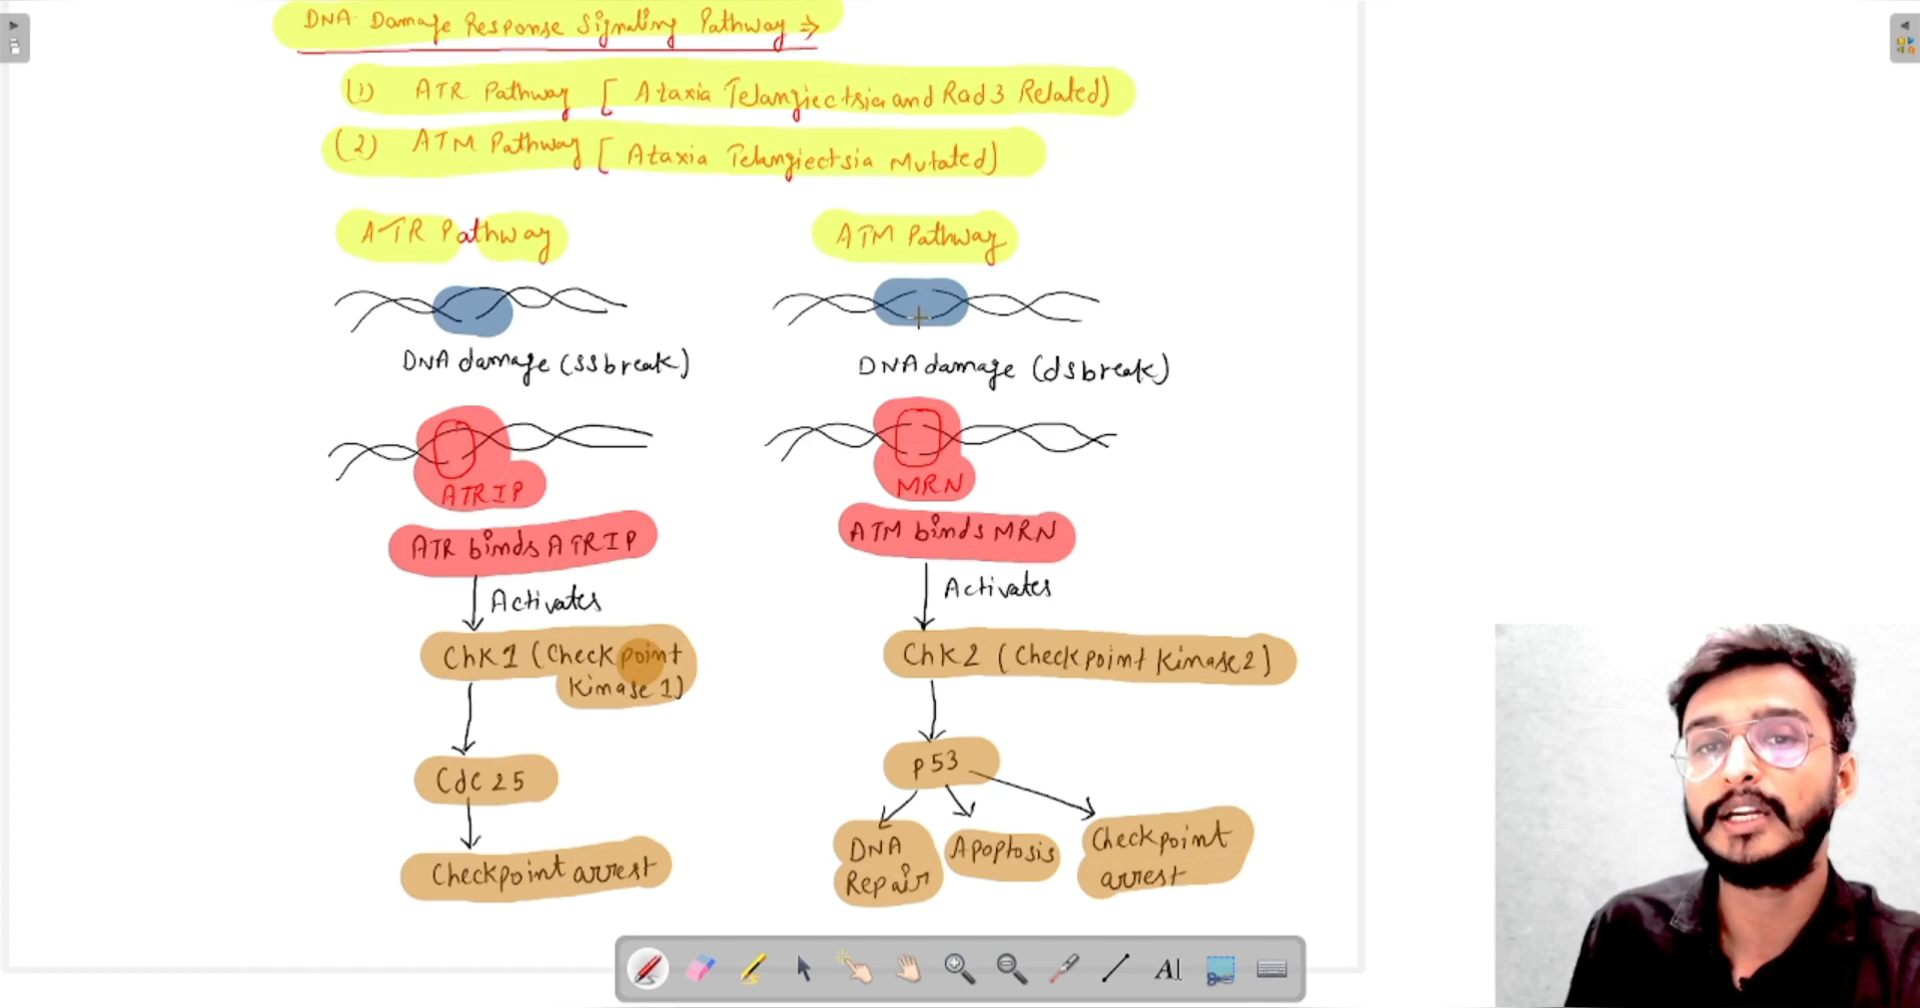 DNA Damage Response Signaling Pathway ⇒
(1) ATR Pathway [ Ataxia Telangiectsia and Rad3 Related)
(2) ATM Pathway [ Ataxia Telangiectsia Mutated)
ATR Pathway
ATM Pathway
DNA damage (ssbreak)
DNA damage (dsbreak)
ATRIP
MRN
ATR binds ATRIP
ATM binds MRN
Activates
Activates
Chk1 (Checkpoint
Kinase 1)
Chk2 (Checkpoint Kinase2)
Cdc25
p53
Checkpoint arrest
DNA
Repair
Apoptosis
Checkpoint
arrest
A